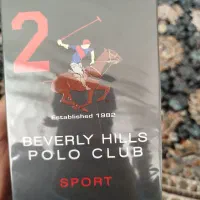 2
Established 1982
BEVERLY HILLS
POLO CLUB
SPORT